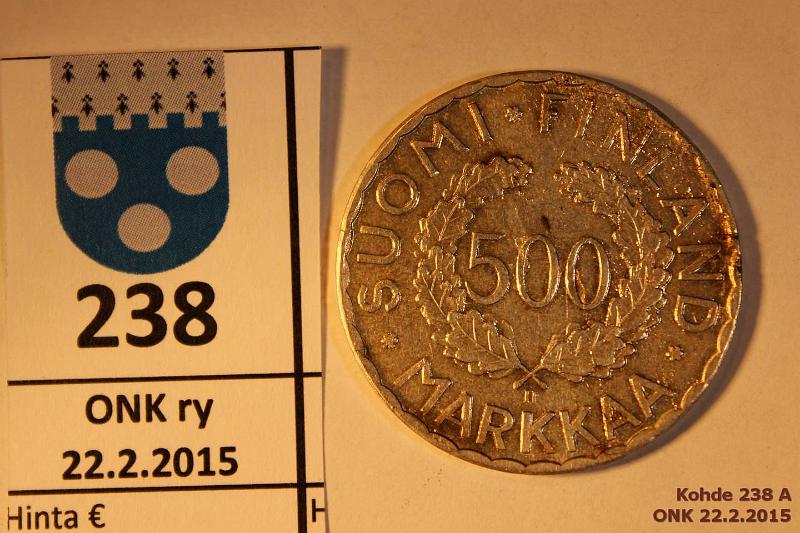 238
ONK ry
22.2.2015
Hinta €
H
SUOMI * FINLAND * MARKKAA *
500
H
Kohde 238 A
ONK 22.2.2015